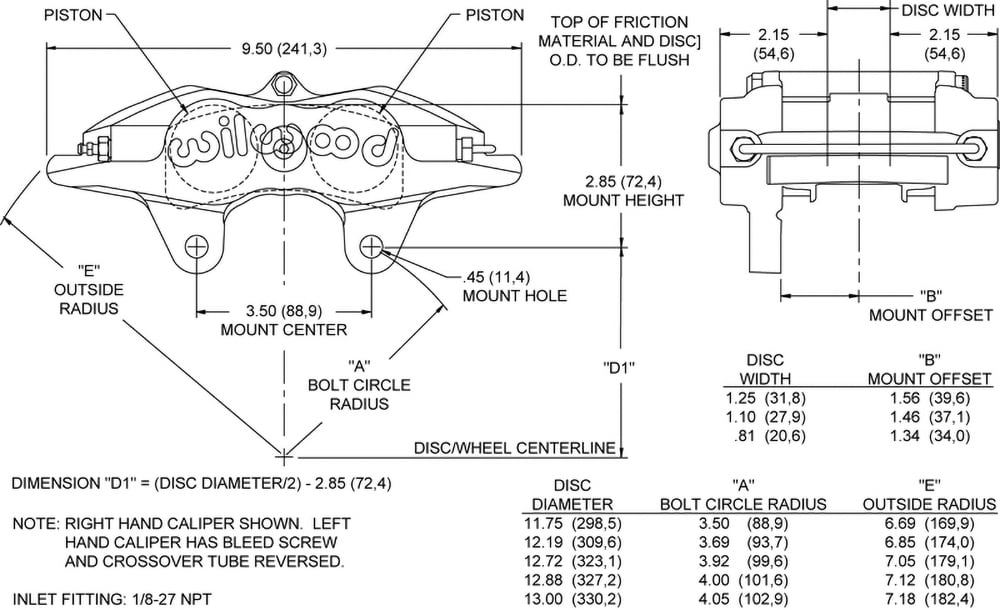 PISTON
PISTON
9.50 (241,3)
TOP OF FRICTION
MATERIAL AND DISC]
O.D. TO BE FLUSH
DISC WIDTH
2.15
(54,6)
2.15
(54,6)
wilwood
2.85 (72,4)
MOUNT HEIGHT
"E"
OUTSIDE
RADIUS
.45 (11,4)
MOUNT HOLE
3.50 (88,9)
MOUNT CENTER
"B"
MOUNT OFFSET
"A"
BOLT CIRCLE
RADIUS
"D1"
DISC/WHEEL CENTERLINE
DISC "B"
WIDTH MOUNT OFFSET
1.25 (31,8) 1.56 (39,6)
1.10 (27,9) 1.46 (37,1)
.81 (20,6) 1.34 (34,0)
DIMENSION "D1" = (DISC DIAMETER/2) - 2.85 (72,4)
NOTE: RIGHT HAND CALIPER SHOWN. LEFT
HAND CALIPER HAS BLEED SCREW
AND CROSSOVER TUBE REVERSED.
INLET FITTING: 1/8-27 NPT
DISC "A" "E"
DIAMETER BOLT CIRCLE RADIUS OUTSIDE RADIUS
11.75 (298,5) 3.50 (88,9) 6.69 (169,9)
12.19 (309,6) 3.69 (93,7) 6.85 (174,0)
12.72 (323,1) 3.92 (99,6) 7.05 (179,1)
12.88 (327,2) 4.00 (101,6) 7.12 (180,8)
13.00 (330,2) 4.05 (102,9) 7.18 (182,4)